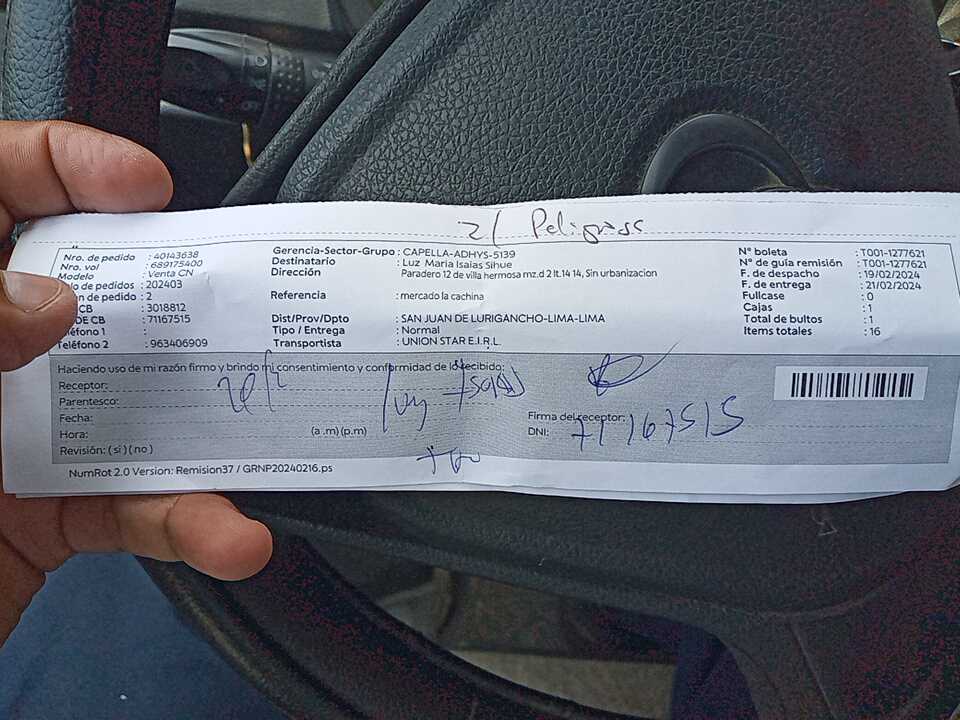 2/ Peligross
Nro. de pedido : 40143638
Nro. vol : 689175400
Modelo : Venta CN
lo de pedidos : 202403
n de pedido : 2
CB : 3018812
DE CB : 71167515
léfono 1 :
Teléfono 2 : 963406909
Gerencia-Sector-Grupo : CAPELLA-ADHYS-5139
Destinatario : Luz Maria Isaias Sihue
Dirección : Paradero 12 de villa hermosa mz.d 2 lt.14 14, Sin urbanizacion
Referencia : mercado la cachina
Dist/Prov/Dpto : SAN JUAN DE LURIGANCHO-LIMA-LIMA
Tipo / Entrega : Normal
Transportista : UNION STAR E.I.R.L.
N° boleta : T001-1277621
N° de guía remisión : T001-1277621
F. de despacho : 19/02/2024
F. de entrega : 21/02/2024
Fullcase : 0
Cajas : 1
Total de bultos : 1
Items totales : 16
Haciendo uso de mi razón firmo y brindo mi consentimiento y conformidad de lo recibido:
Receptor:
Parentesco:
Fecha:
Hora: (a .m) (p.m)
Revisión: ( sí ) ( no )
Firma del receptor:
DNI: 71167515
NumRot 2.0 Version: Remision37 / GRNP20240216.ps